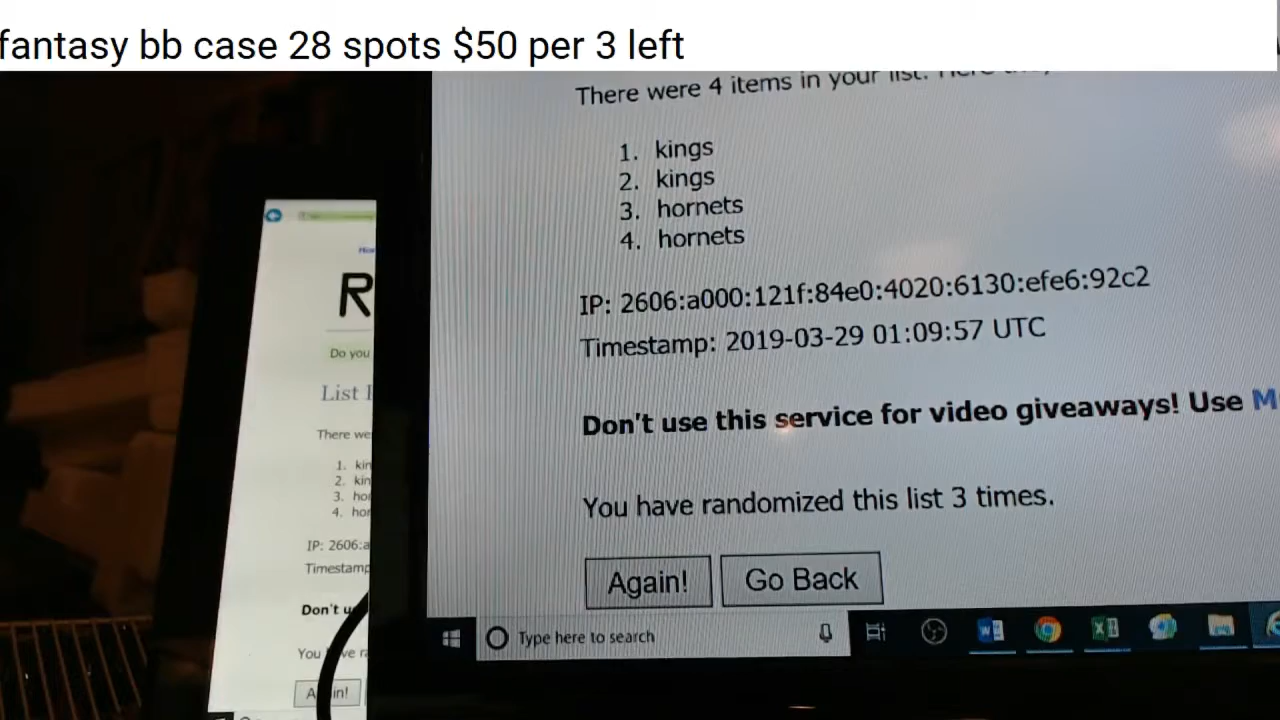 fantasy bb case 28 spots $50 per 3 left
There were 4 items in your list.
1. kings
2. kings
3. hornets
4. hornets
IP: 2606:a000:121f:84e0:4020:6130:efe6:92c2
Timestamp: 2019-03-29 01:09:57 UTC
Don't use this service for video giveaways! Use
You have randomized this list 3 times.
Again! Go Back
Type here to search
R
Do you
List
There we
1. kin
2. kin
3. ho
4. hor
IP: 2606:a
Timestamp
Don't u
You